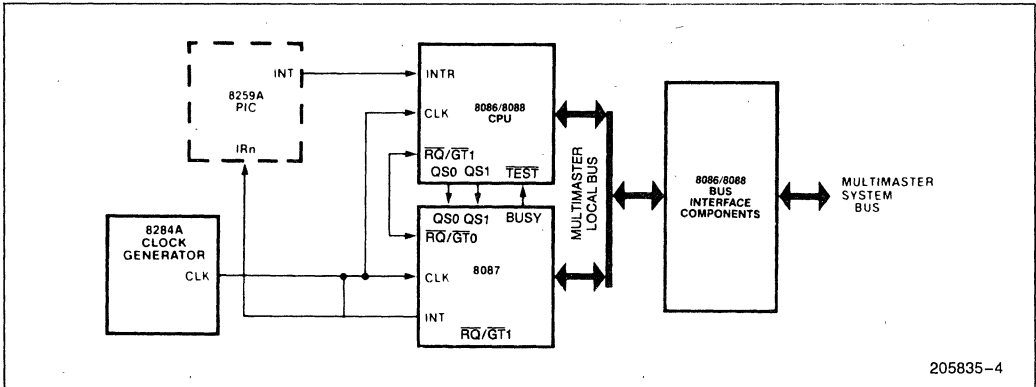 INT
8259A
PIC
IRn
8284A
CLOCK
GENERATOR
CLK
INTR
8086/8088
CPU
CLK
RQ/GT1
QS0 QS1 TEST
QS0 QS1 BUSY
RQ/GT0
8087
CLK
INT
RQ/GT1
MULTIMASTER
LOCAL BUS
8086/8088
BUS
INTERFACE
COMPONENTS
MULTIMASTER
SYSTEM
BUS
205835–4